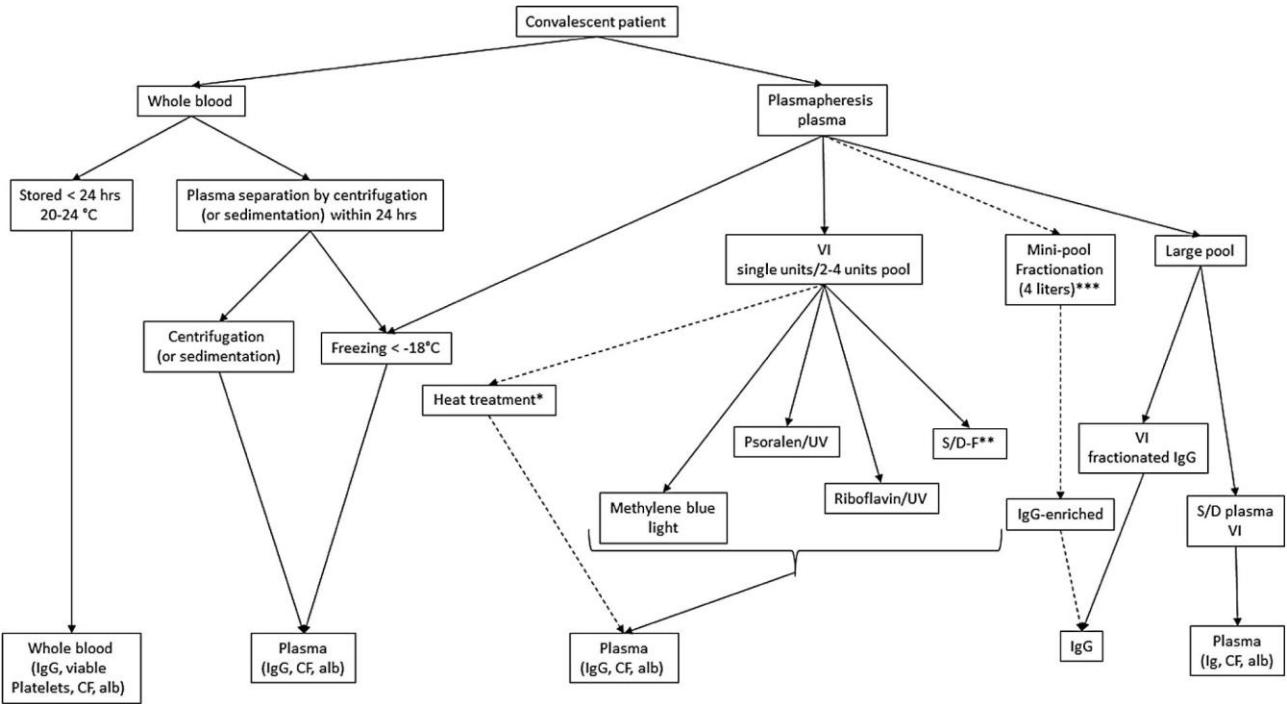 Convalescent patient
Whole blood
Plasmapheresis
plasma
Stored < 24 hrs
20-24 °C
Plasma separation by centrifugation
(or sedimentation) within 24 hrs
VI
single units/2-4 units pool
Mini-pool
Fractionation
(4 liters)***
Large pool
Centrifugation
(or sedimentation)
Freezing < -18°C
Heat treatment*
Psoralen/UV
S/D-F**
VI
fractionated IgG
Methylene blue
light
Riboflavin/UV
IgG-enriched
S/D plasma
VI
Whole blood
(IgG, viable
Platelets, CF, alb)
Plasma
(IgG, CF, alb)
Plasma
(IgG, CF, alb)
IgG
Plasma
(Ig, CF, alb)